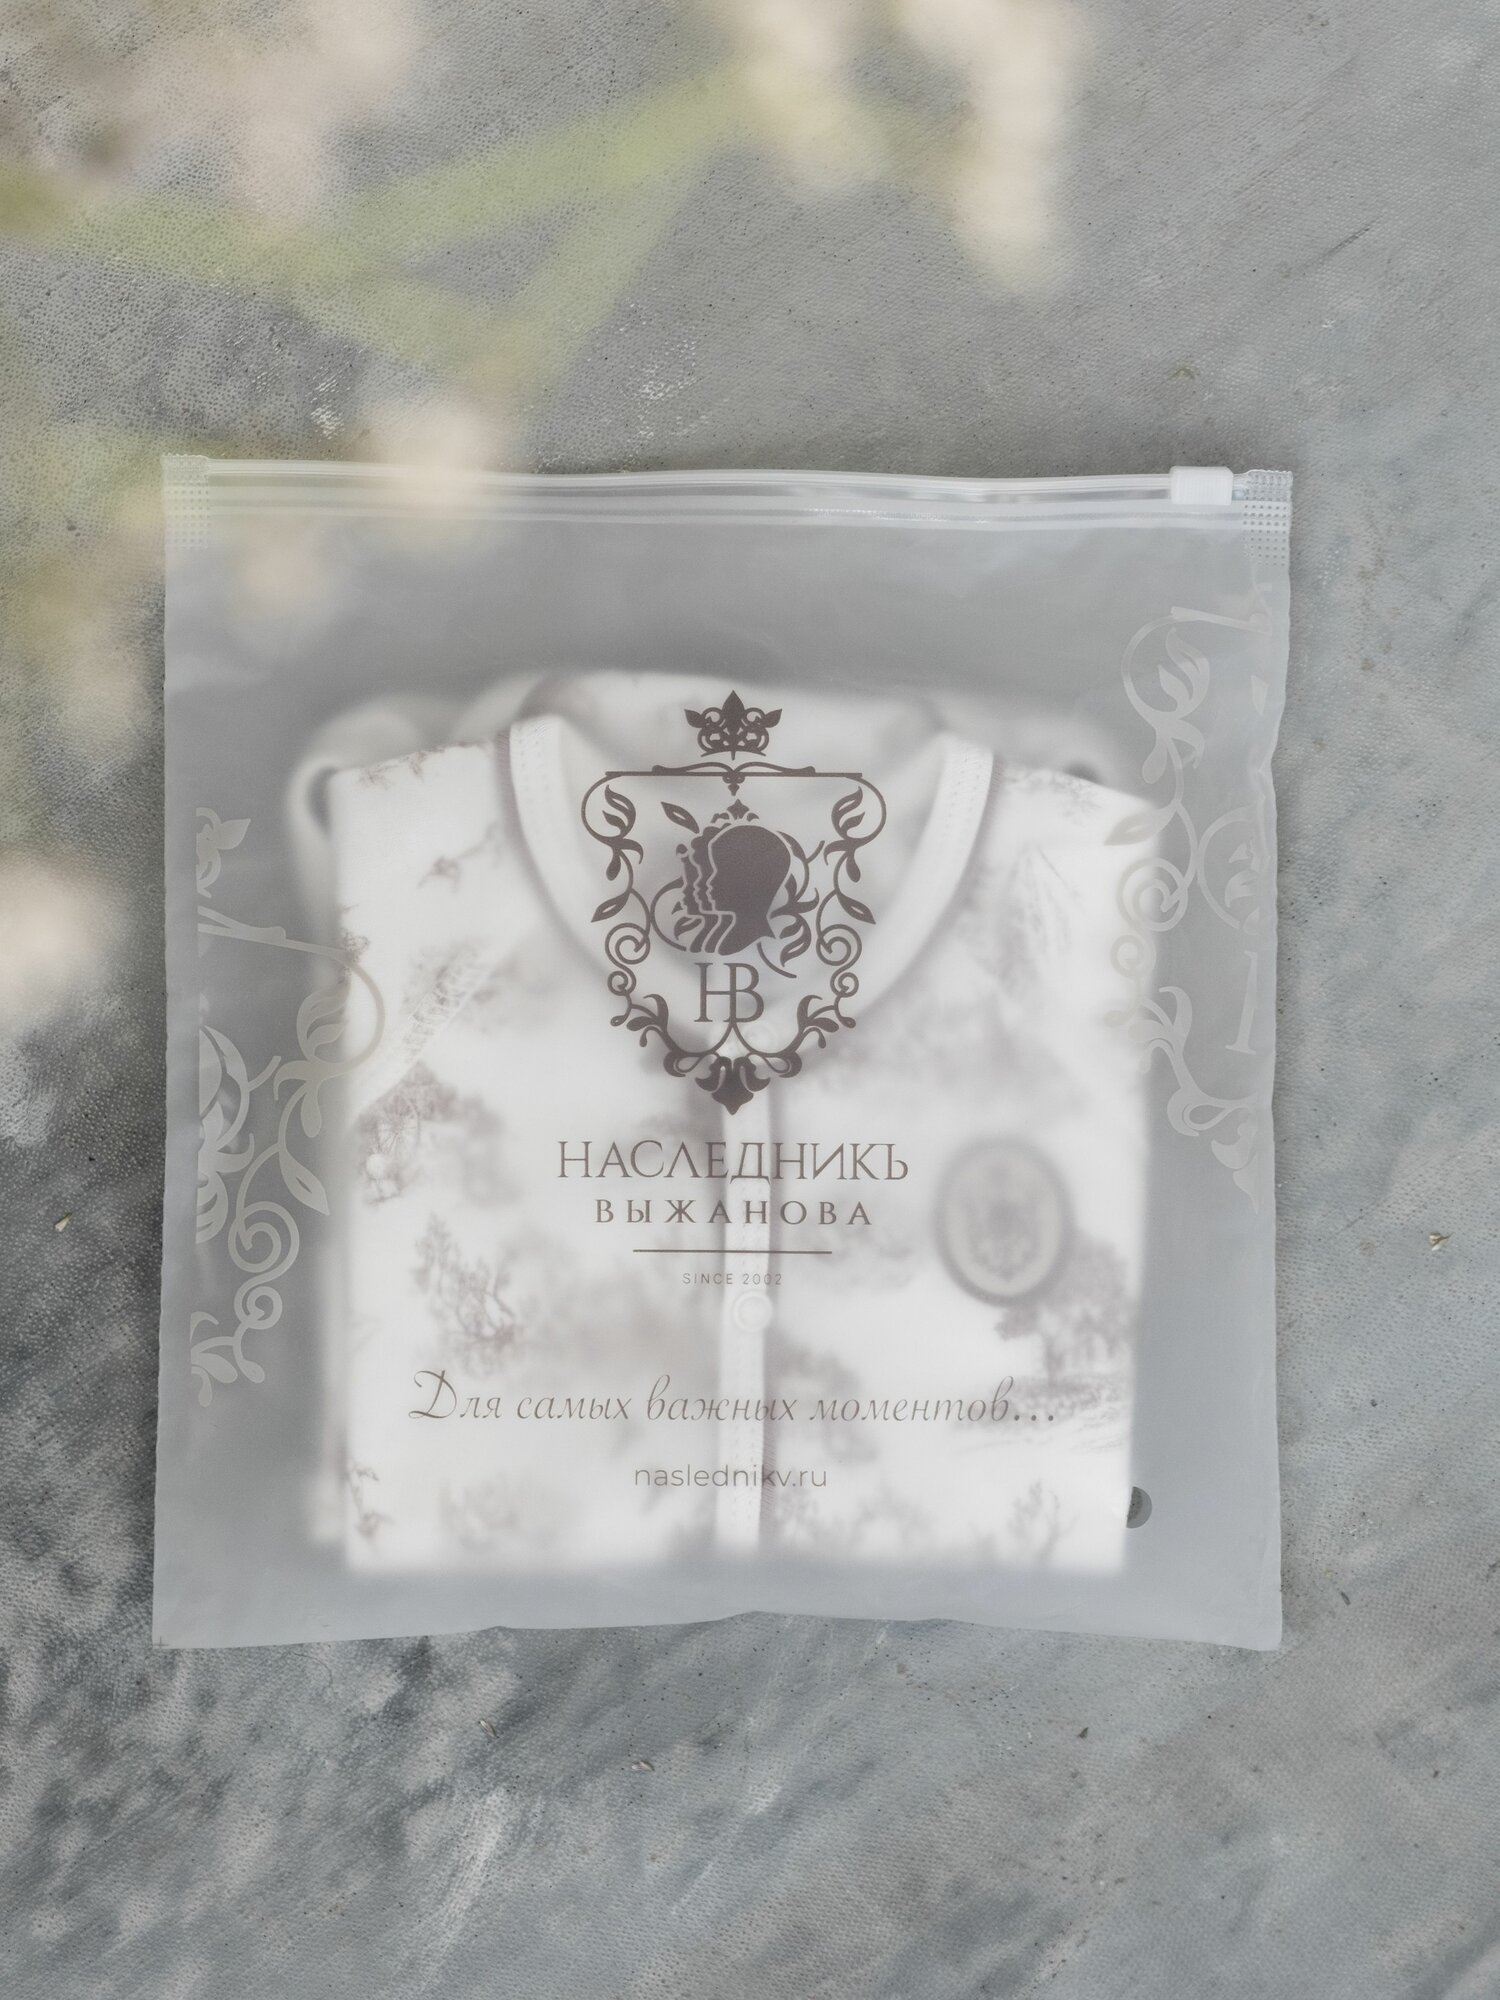 НВ
НАСЛЕДНИКЪ
ВЫЖАНОВА
SINCE 2002
Для самых важных моментов...
naslednikv.ru